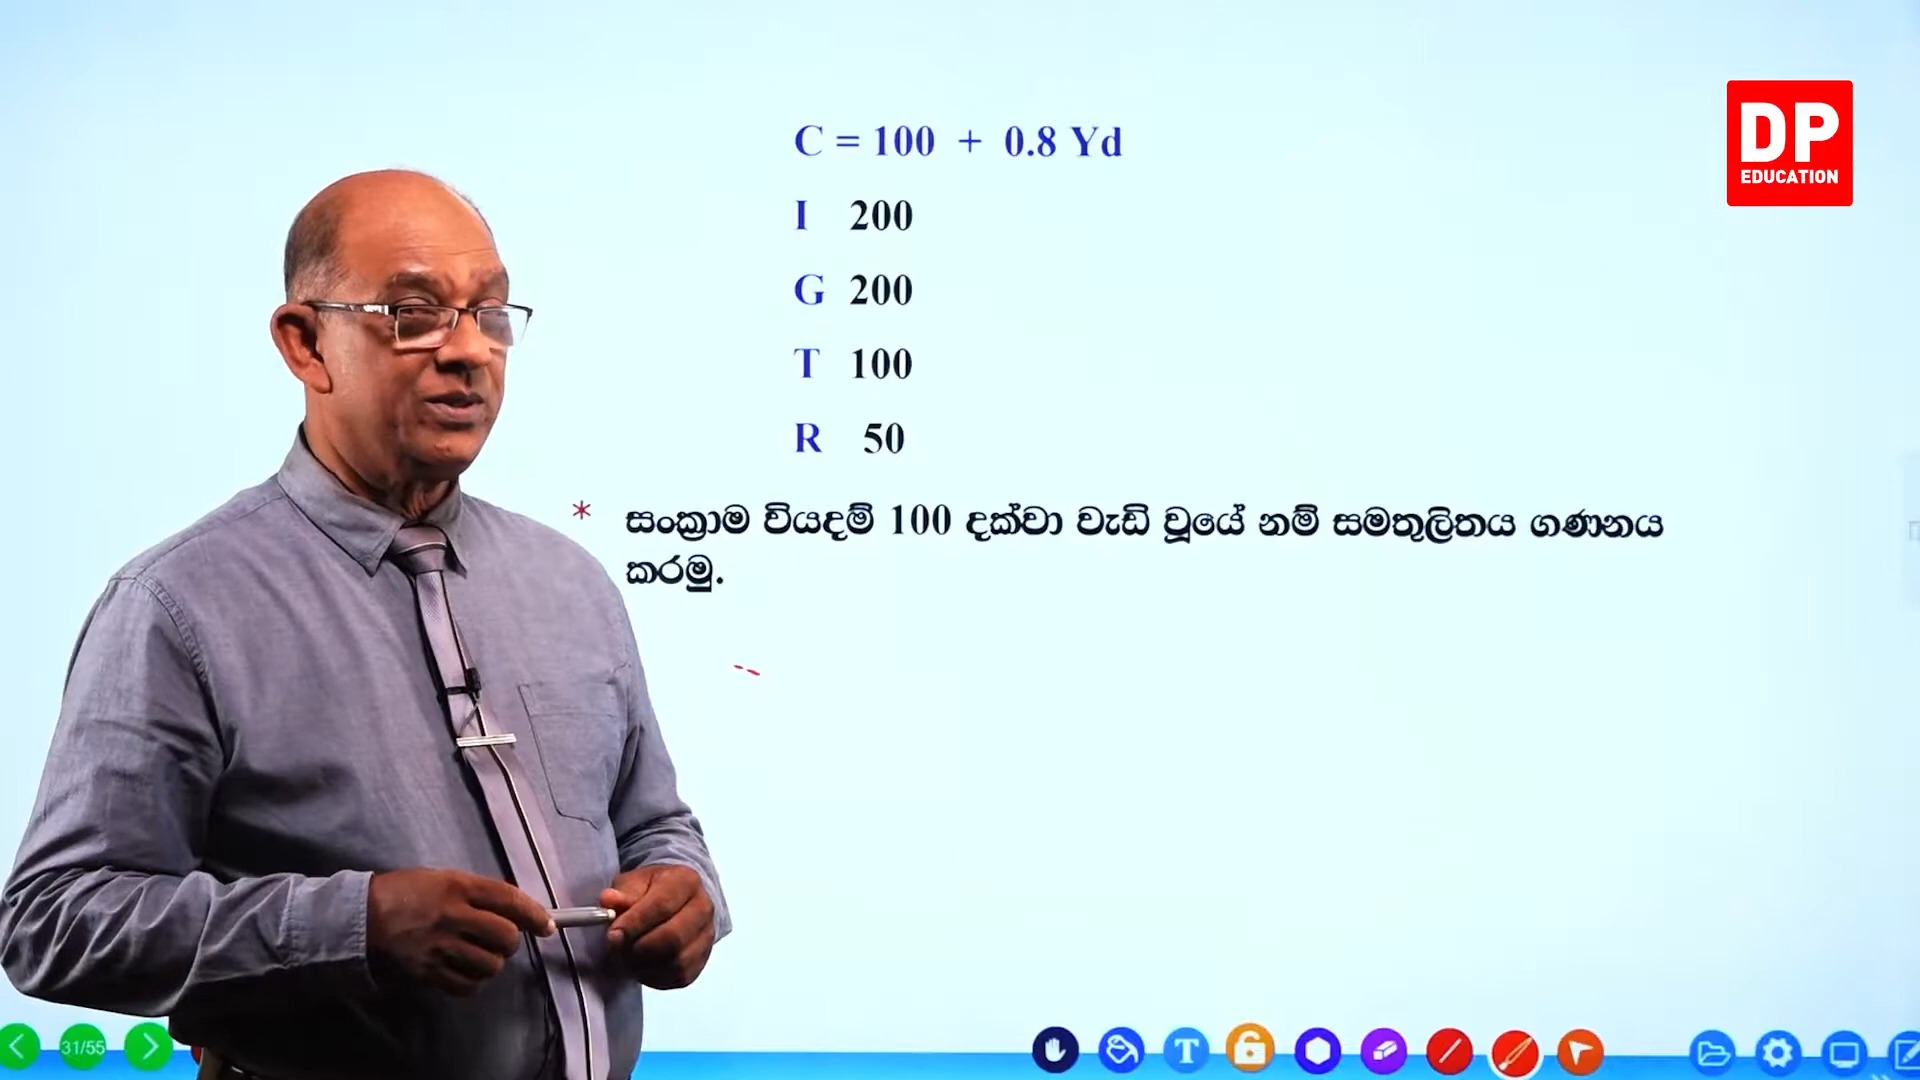 DP
EDUCATION
C = 100 + 0.8 Yd
I 200
G 200
T 100
R 50
* සංක්‍රාම වියදම් 100 දක්වා වැඩි වූයේ නම් සමතුලිතය ගණනය
කරමු.
31/55
T